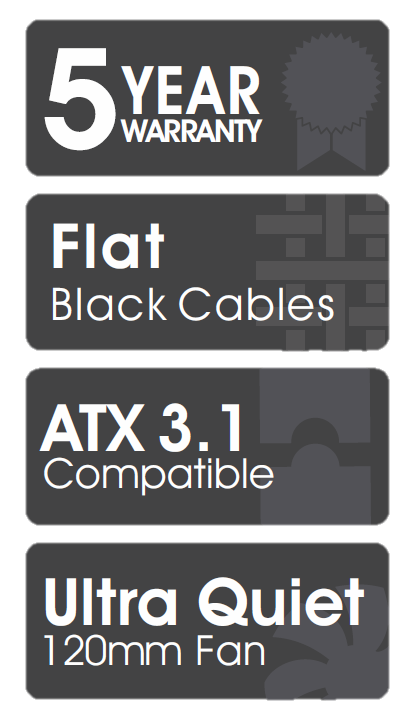 5 YEAR
WARRANTY
Flat
Black Cables
ATX 3.1
Compatible
Ultra Quiet
120mm Fan